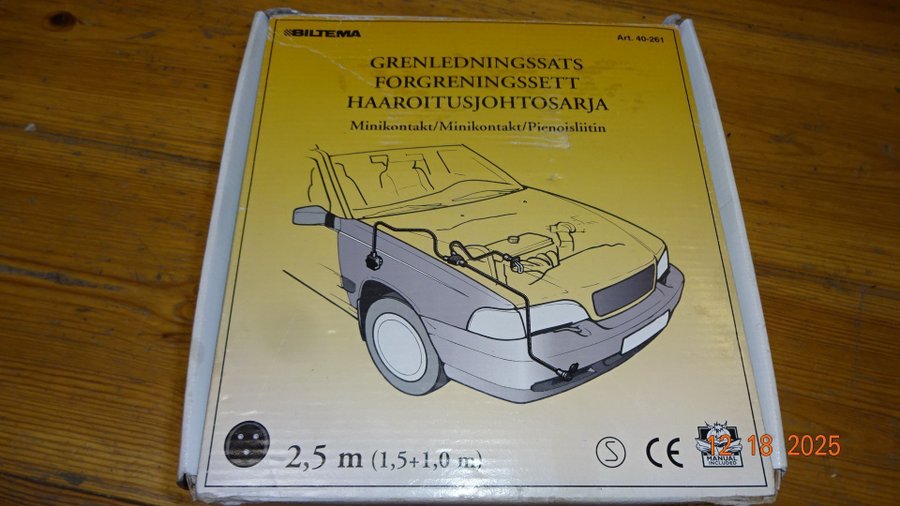 BILTEMA
Art. 40-261
GRENLEDNINGSSATS
FORGRENINGSSETT
HAAROITUSJOHTOSARJA
Minikontakt/Minikontakt/Pienoisliitin
2,5 m (1,5+1,0 m)
S
CE
MANUAL
INCLUDED
12 18 2025